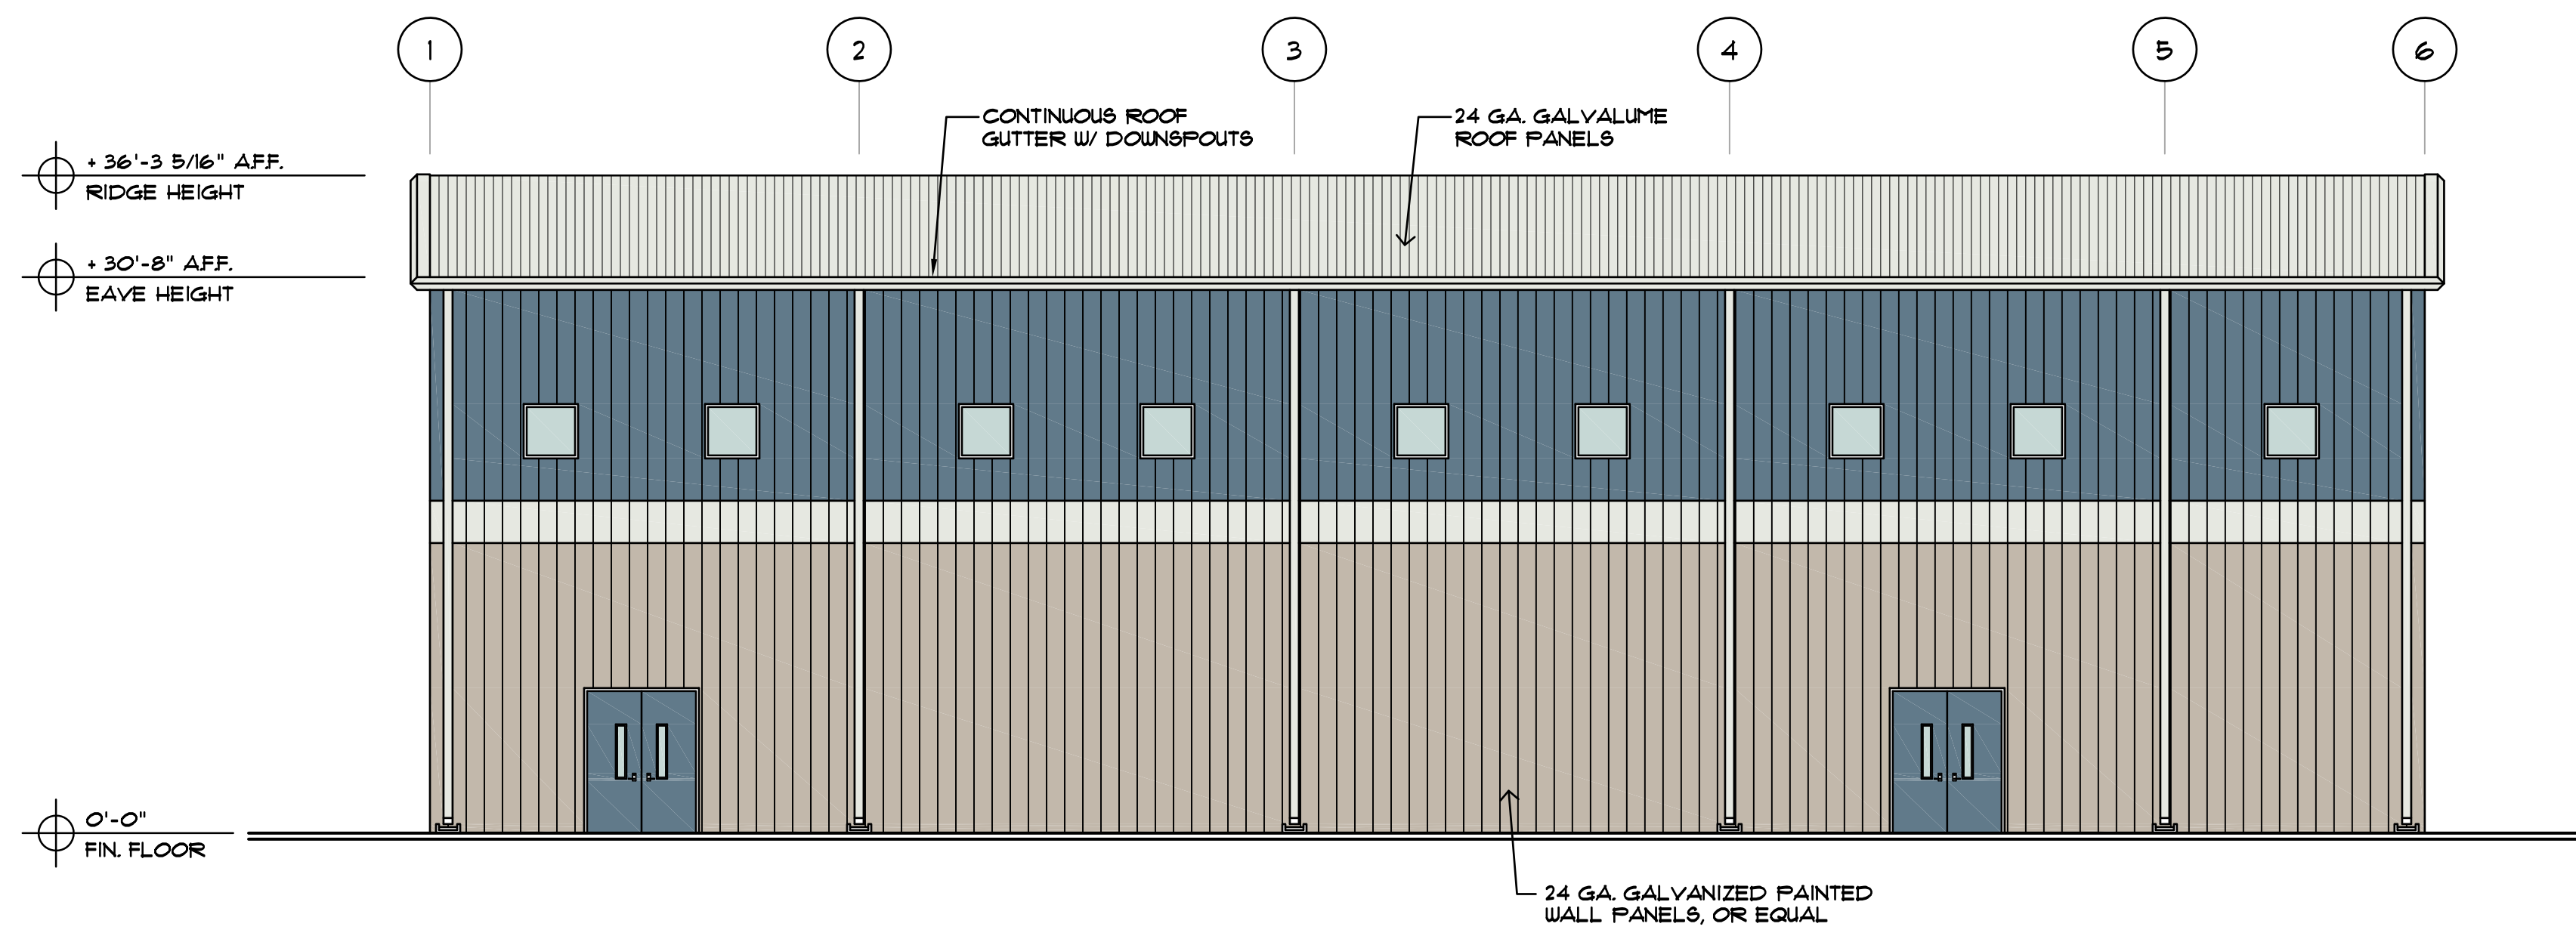 1 2 3 4 5 6
CONTINUOUS ROOF
GUTTER W/ DOWNSPOUTS
24 GA. GALVALUME
ROOF PANELS
+ 36'-3 5/16" A.F.F.
RIDGE HEIGHT
+ 30'-8" A.F.F.
EAVE HEIGHT
0'-0"
FIN. FLOOR
24 GA. GALVANIZED PAINTED
WALL PANELS, OR EQUAL